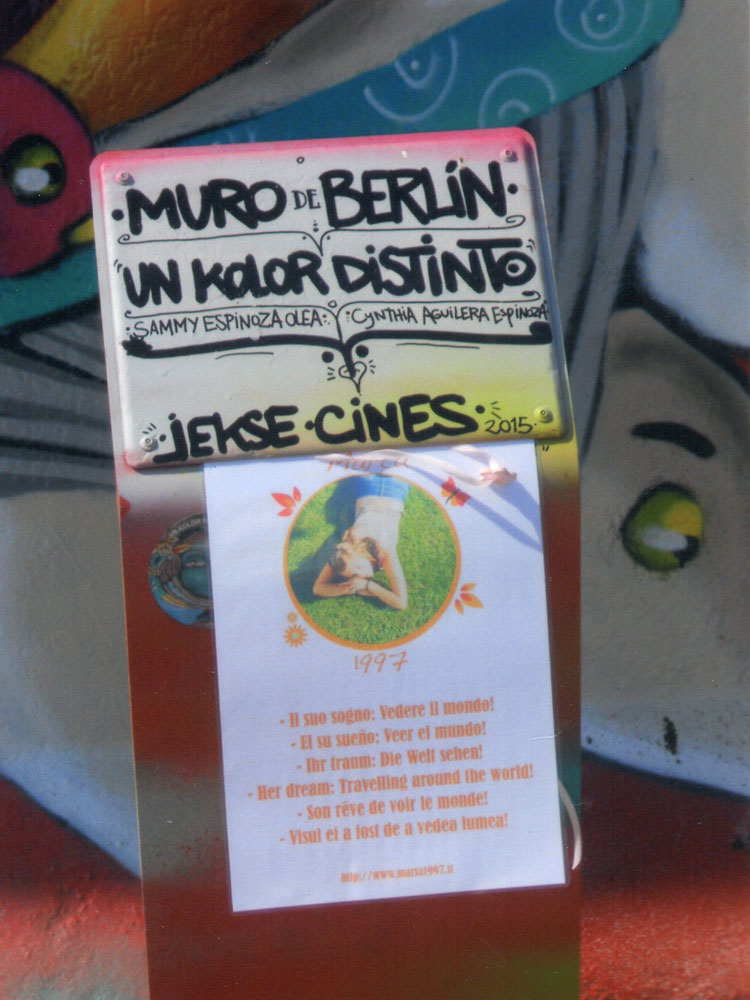 MURO DE BERLIN
"UN KOLOR DISTINTO"
SAMMY ESPINOZA OLEA CYNTHIA AGUILERA ESPINOZA
JEKSE · CINES
2015
1997
- Il suo sogno: Vedere il mondo!
- El su sueño: Veer el mundo!
- Ihr traum: Die Welt sehen!
- Her dream: Travelling around the world!
- Son rêve de voir le monde!
- Visul ei a fost de a vedea lumea!